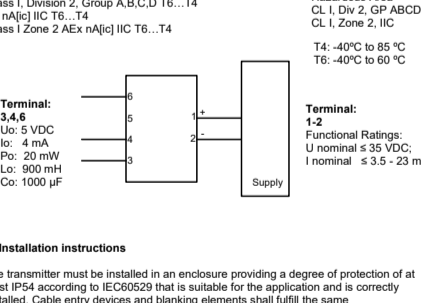 ass I, Division 2, Group A,B,C,D T6...T4
nA[ic] IIC T6...T4
ass I Zone 2 AEx nA[ic] IIC T6...T4
CL I, Div 2, GP ABCD
CL I, Zone 2, IIC
T4: -40ºC to 85 ºC
T6: -40ºC to 60 ºC
Terminal:
3,4,6
Uo: 5 VDC
Io: 4 mA
Po: 20 mW
Lo: 900 mH
Co: 1000 µF
6
5
4
3
1 +
2 -
Supply
Terminal:
1-2
Functional Ratings:
U nominal ≤ 35 VDC;
I nominal ≤ 3.5 - 23 m
Installation instructions
e transmitter must be installed in an enclosure providing a degree of protection of at
st IP54 according to IEC60529 that is suitable for the application and is correctly
talled. Cable entry devices and blanking elements shall fulfill the same